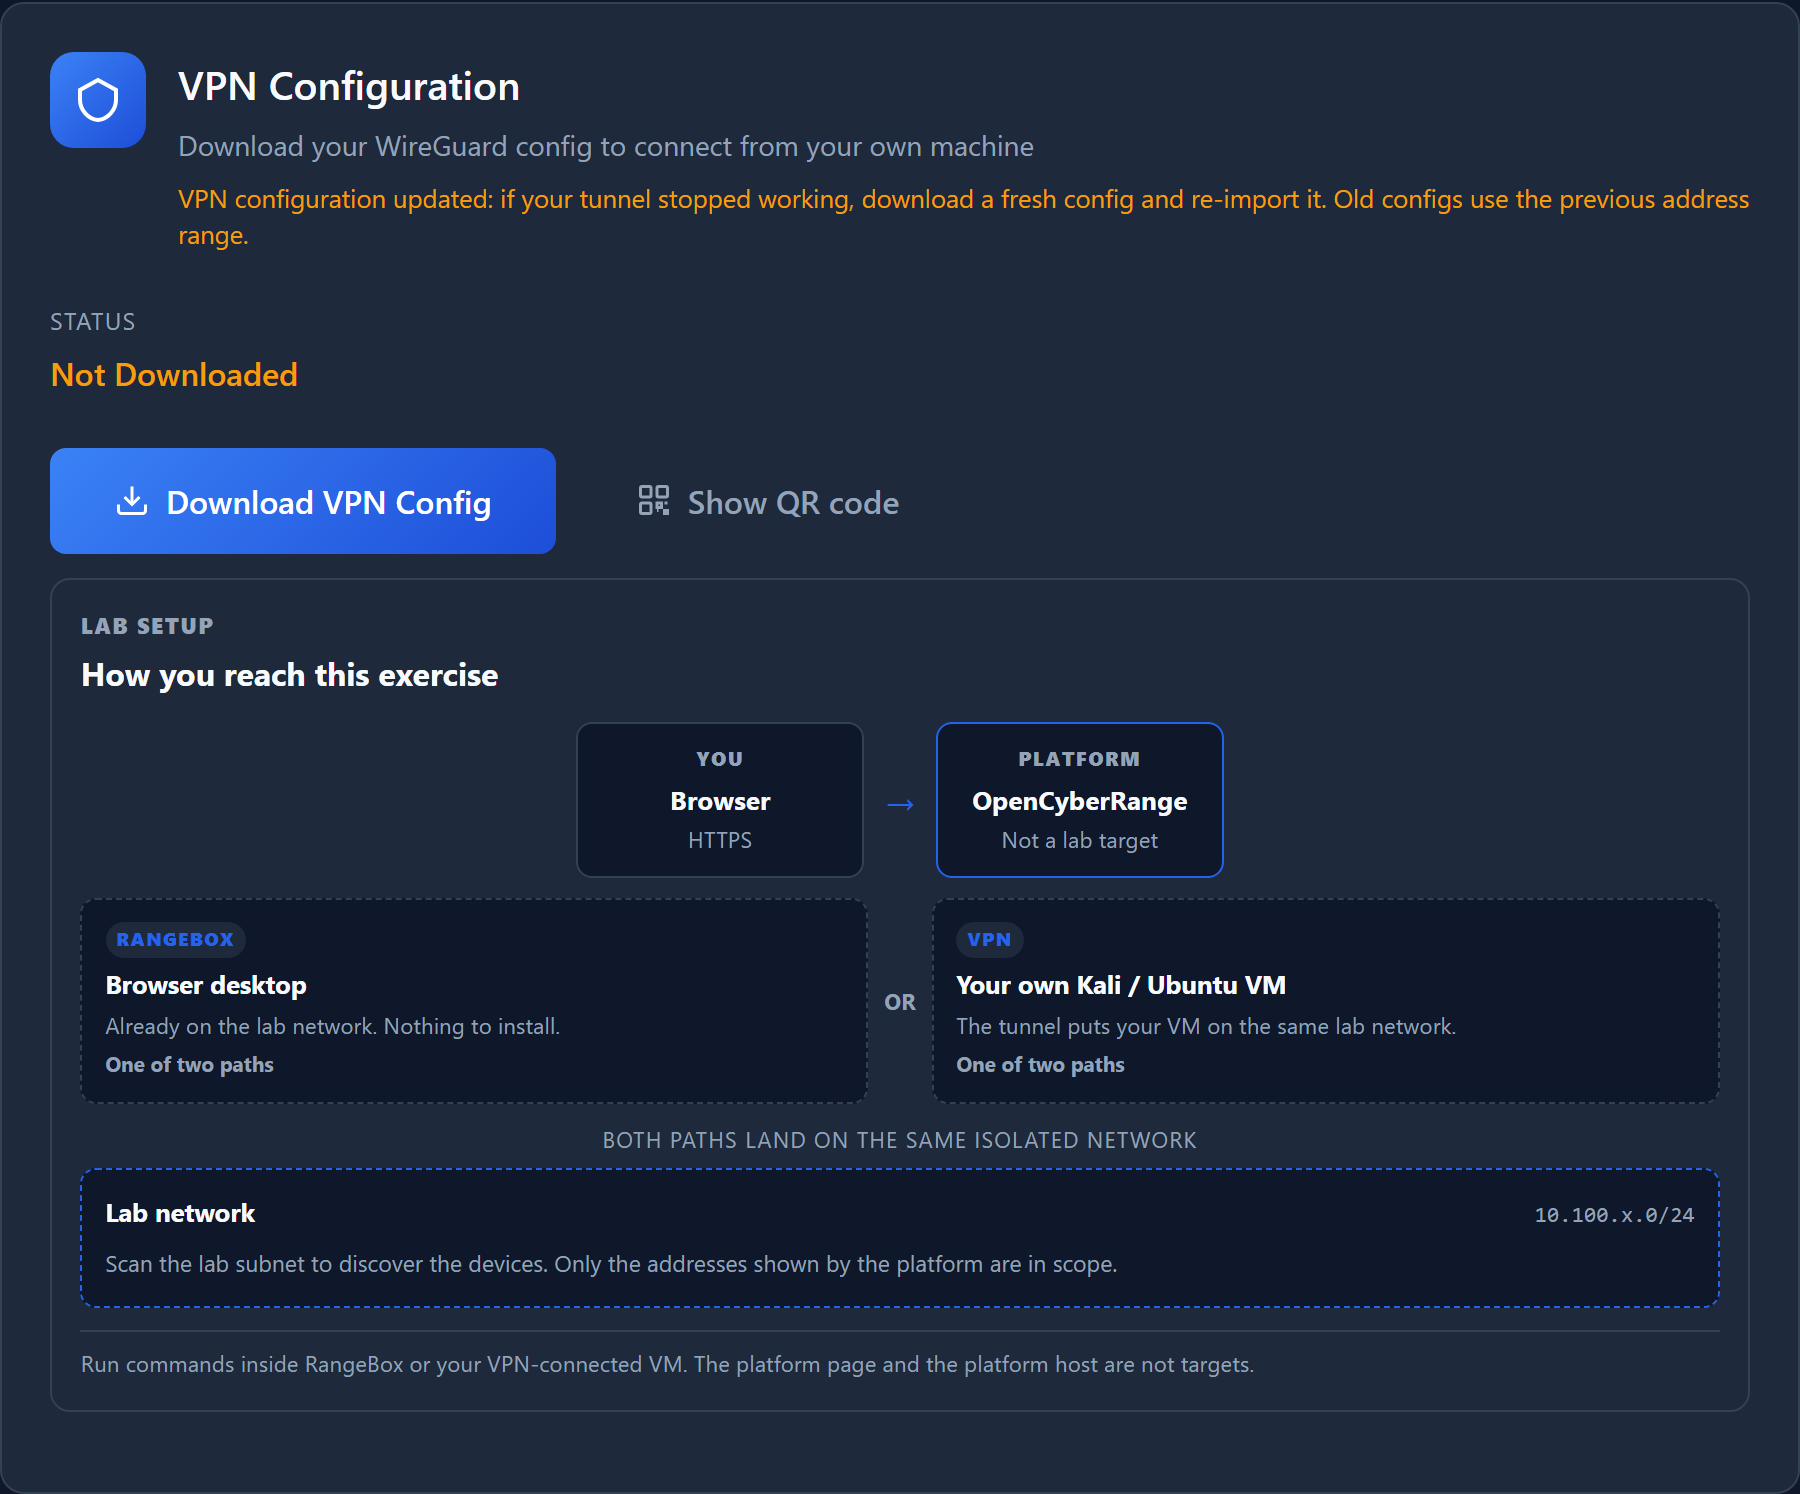 VPN Configuration
Download your WireGuard config to connect from your own machine
VPN configuration updated: if your tunnel stopped working, download a fresh config and re-import it. Old configs use the previous address
range.
STATUS
Not Downloaded
Download VPN Config
Show QR code
LAB SETUP
How you reach this exercise
YOU
Browser
HTTPS
→
PLATFORM
OpenCyberRange
Not a lab target
RANGEBOX
Browser desktop
Already on the lab network. Nothing to install.
One of two paths
OR
VPN
Your own Kali / Ubuntu VM
The tunnel puts your VM on the same lab network.
One of two paths
BOTH PATHS LAND ON THE SAME ISOLATED NETWORK
Lab network
10.100.x.0/24
Scan the lab subnet to discover the devices. Only the addresses shown by the platform are in scope.
Run commands inside RangeBox or your VPN-connected VM. The platform page and the platform host are not targets.